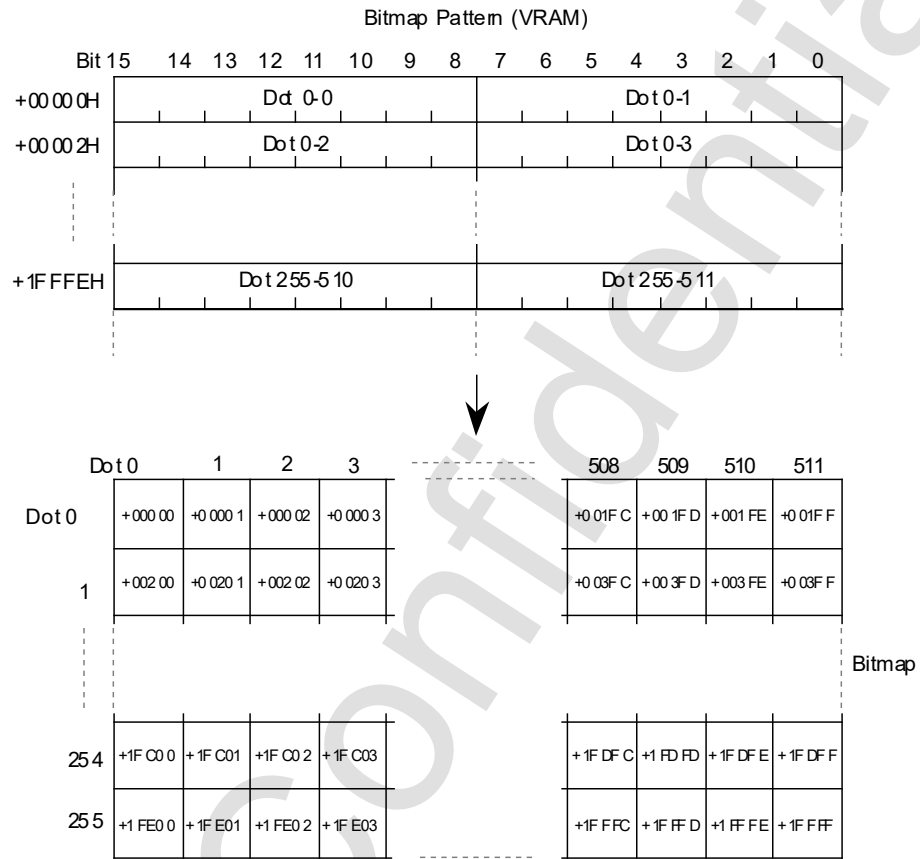 Bitmap Pattern (VRAM)
Bit 15 14 13 12 11 10 9 8 7 6 5 4 3 2 1 0
+00000H Dot 0-0 Dot 0-1
+00002H Dot 0-2 Dot 0-3
+1FFFEH Dot 255-510 Dot 255-511
Dot 0 1 2 3 508 509 510 511
Dot 0 +00000 +00001 +00002 +00003 +001FC +001FD +001FE +001FF
1 +00200 +00201 +00202 +00203 +003FC +003FD +003FE +003FF
Bitmap
254 +1FC00 +1FC01 +1FC02 +1FC03 +1FDFC +1FDFD +1FDFE +1FDFF
255 +1FE00 +1FE01 +1FE02 +1FE03 +1FFFC +1FFFD +1FFFE +1FFFF
Confidential